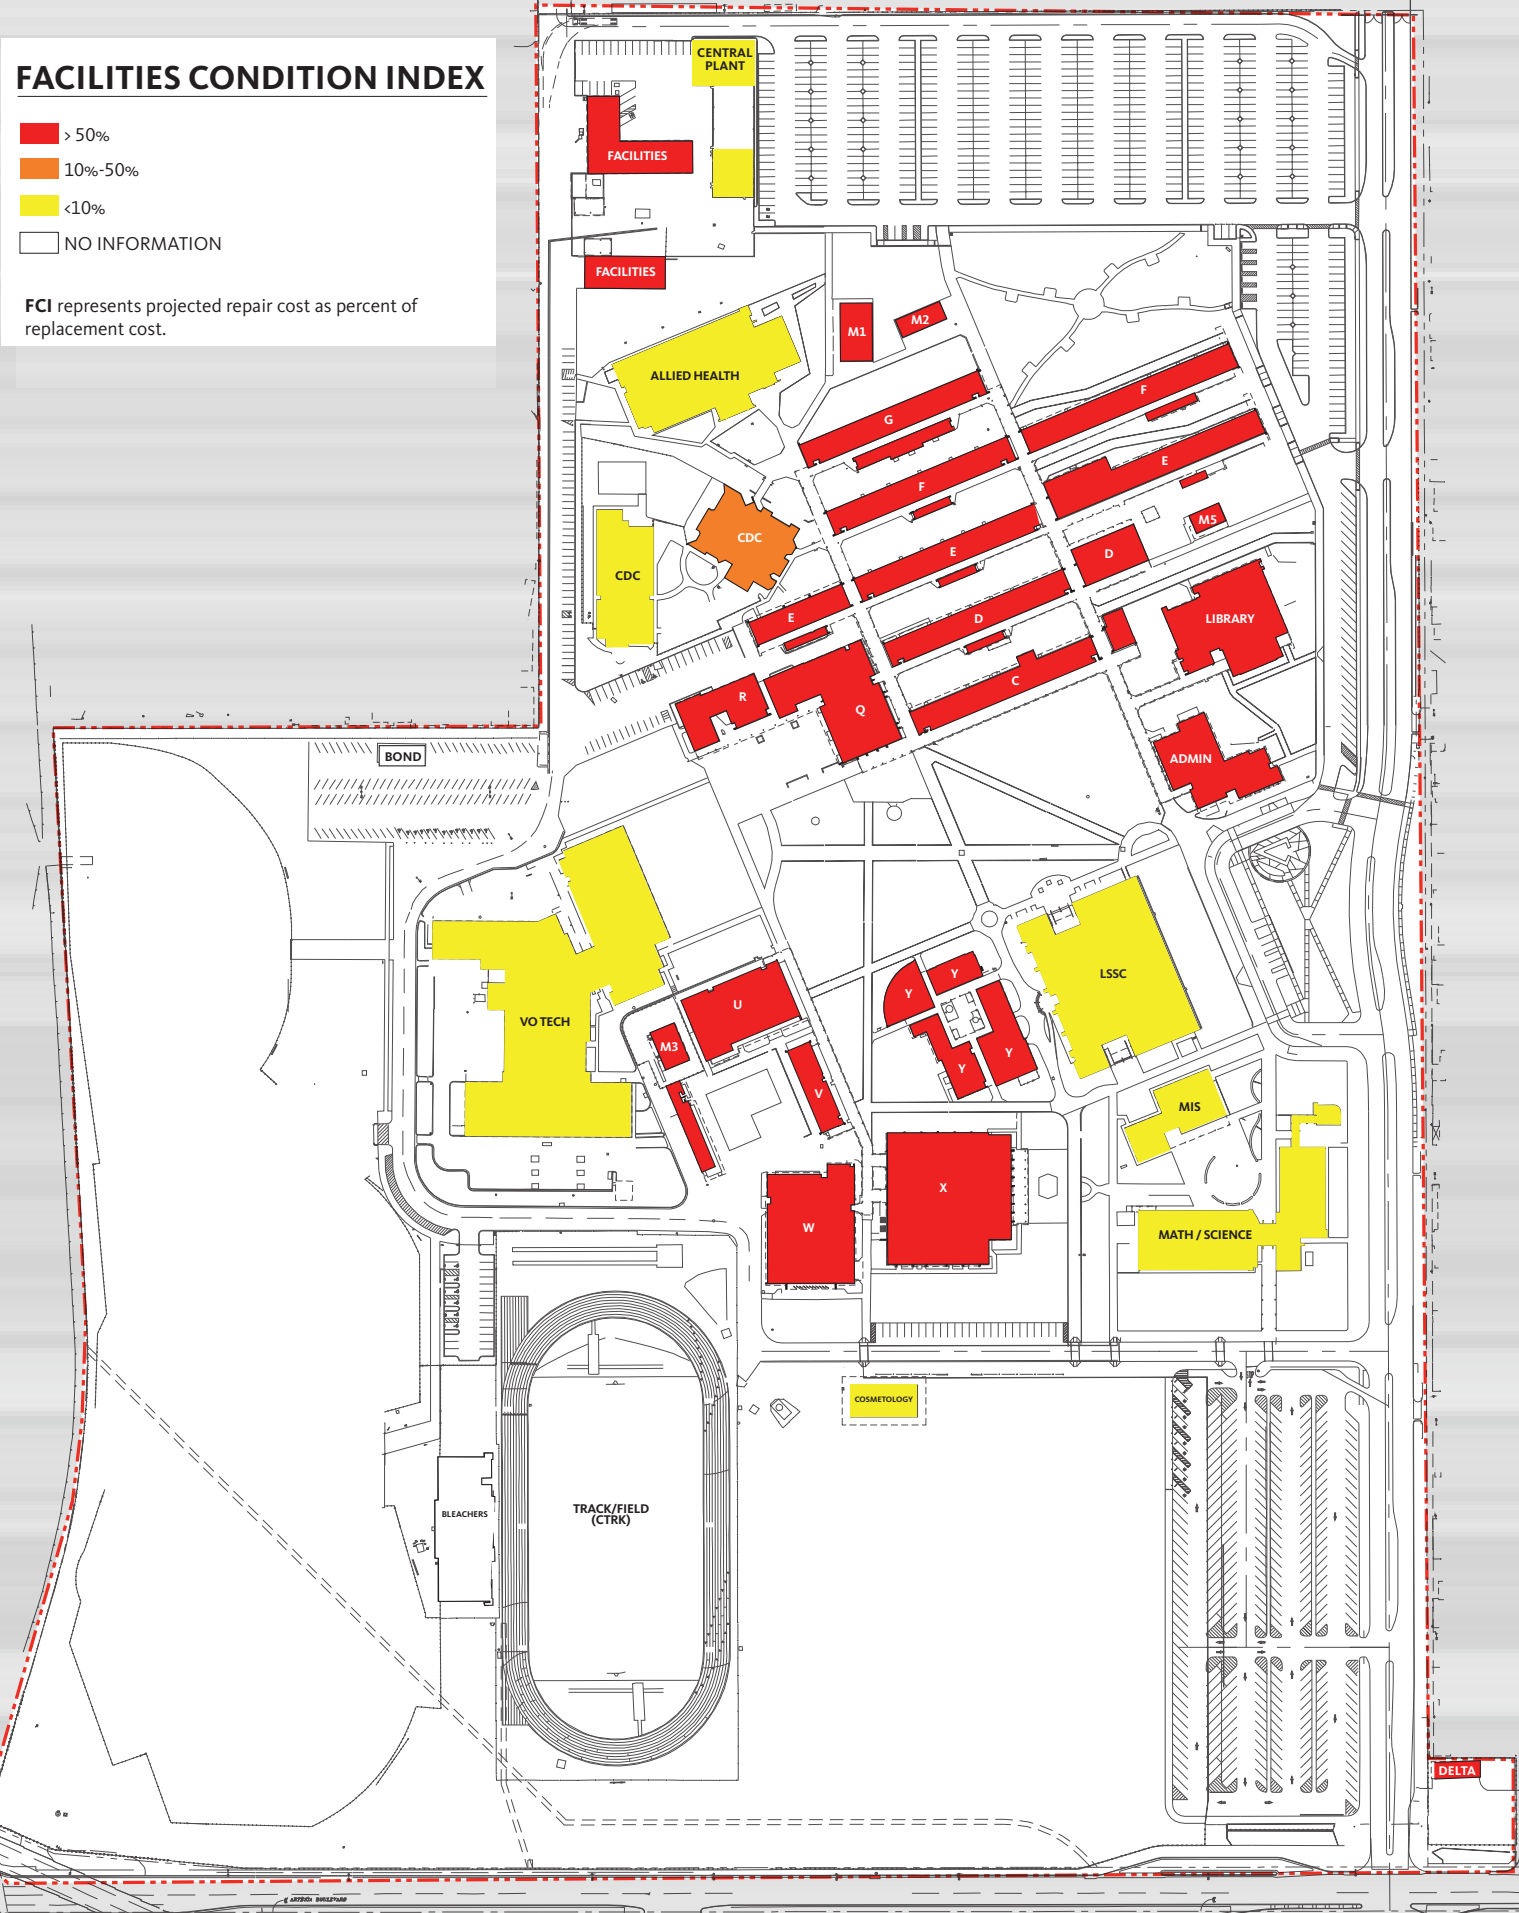 FACILITIES CONDITION INDEX
> 50%
10%-50%
<10%
NO INFORMATION
FCI represents projected repair cost as percent of
replacement cost.
CENTRAL
PLANT
FACILITIES
FACILITIES
M1
M2
ALLIED HEALTH
G
F
F
E
M5
CDC
CDC
E
D
E
D
LIBRARY
C
R
Q
ADMIN
BOND
LSSC
Y
Y
Y
Y
U
VO TECH
M3
V
MIS
X
W
MATH / SCIENCE
COSMETOLOGY
TRACK/FIELD
(CTRK)
BLEACHERS
DELTA
ARTESIA BOULEVARD